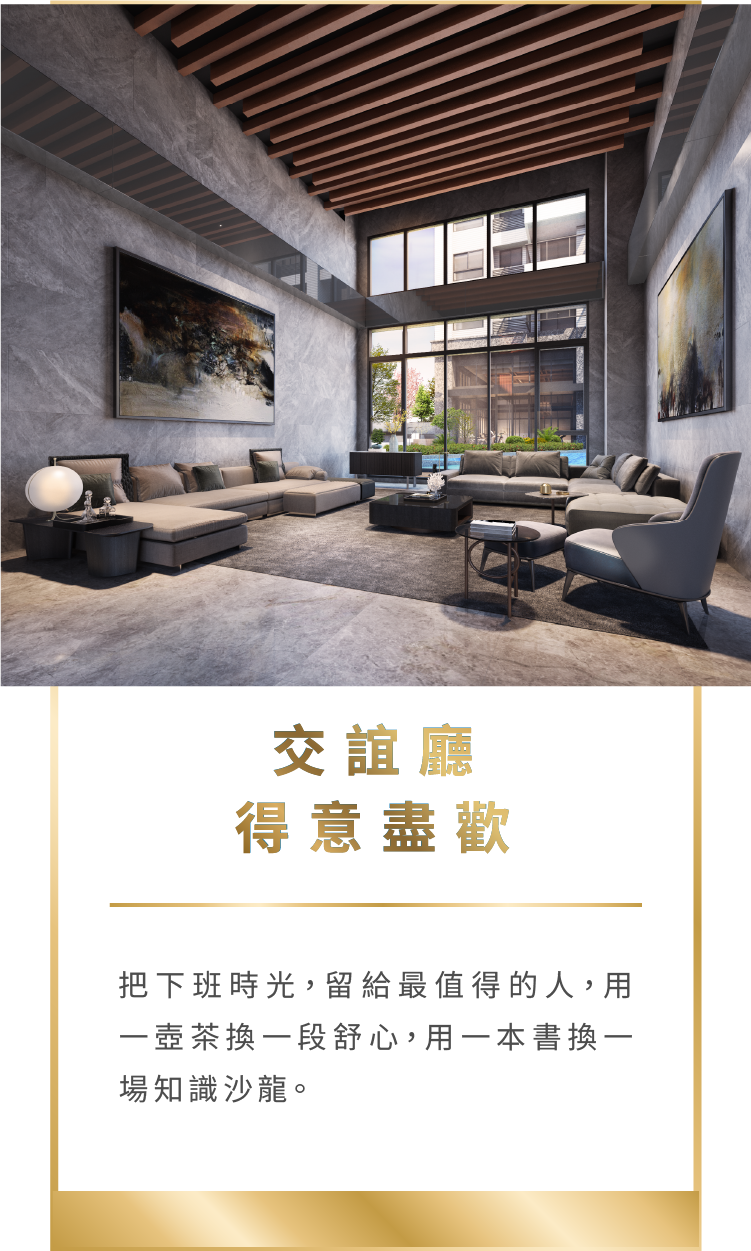 交誼廳
得意盡歡
把下班時光，留給最值得的人，用
一壺茶換一段舒心，用一本書換一
場知識沙龍。